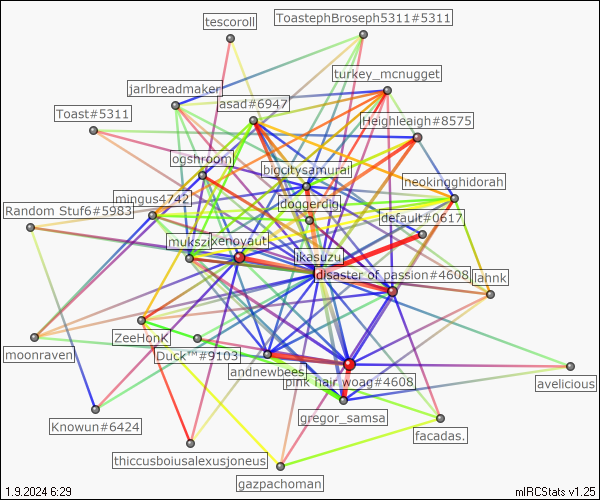 tescoroll
ToastephBroseph5311#5311
turkey_mcnugget
jarlbreadmaker
asad#6947
Toast#5311
Heighleaigh#8575
ogshroom
bigcitysamurai
neokingghidorah
mingus4742
doggerdig
Random Stuf6#5983
default#0617
mukszi
xenoyaut
jikasuzu
disaster of passion#4608
lahnk
ZeeHonK
moonraven
Duck™#9103
andnewbees
pink hair woag#4608
avelicious
Knowun#6424
gregor_samsa
facadas.
thiccusboiusalexusjoneus
gazpachoman
1.9.2024 6:29
mIRCStats v1.25